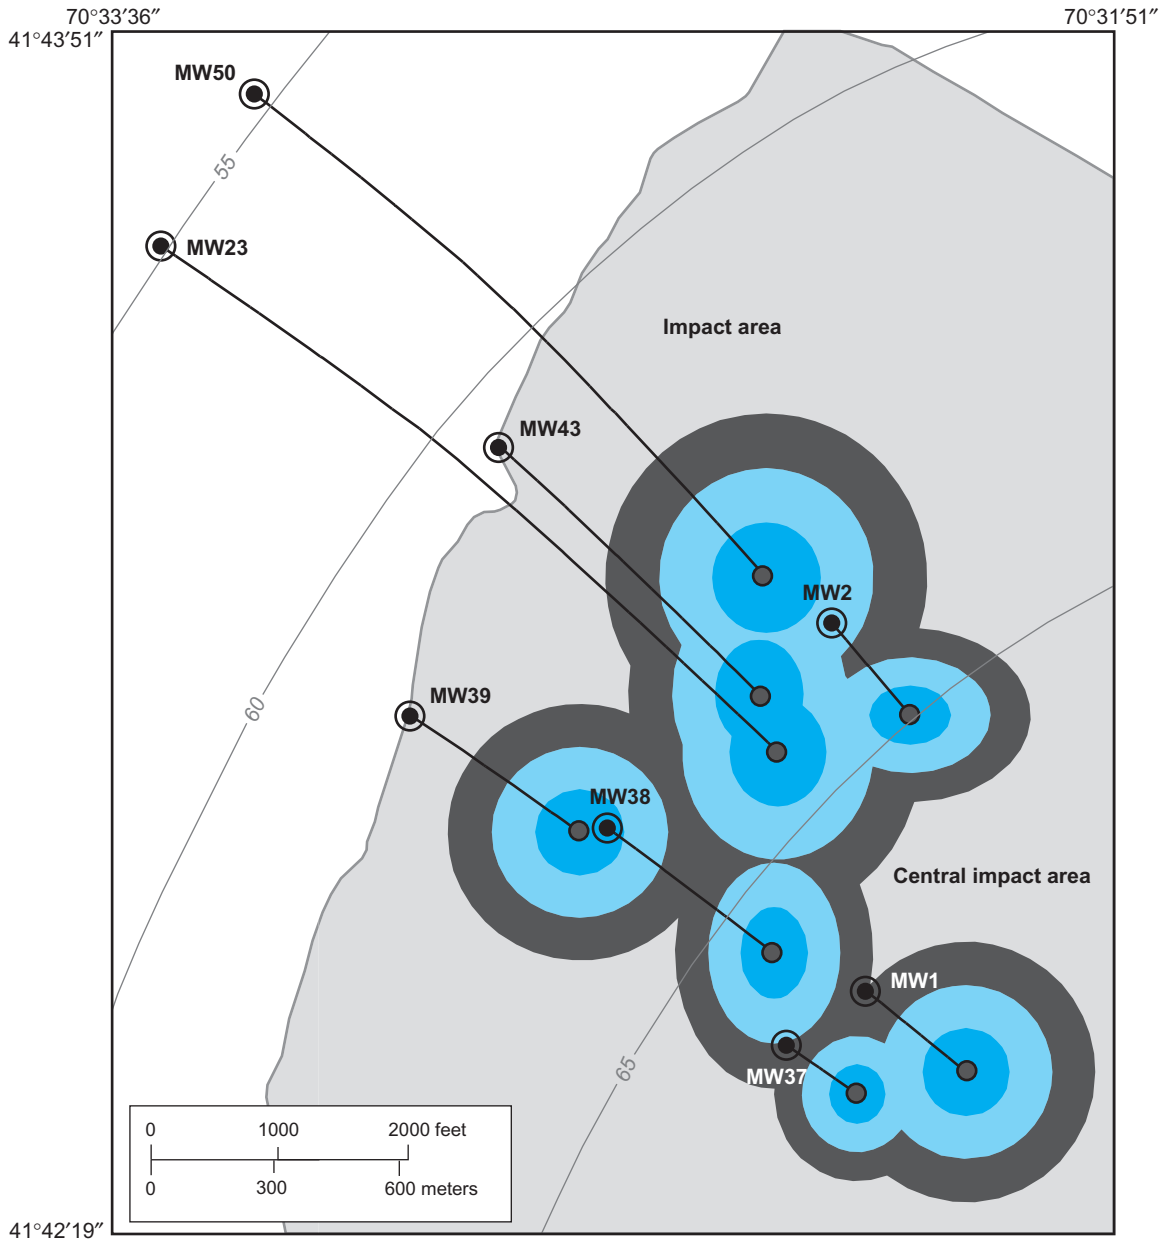 70°33′36″ 70°31′51″
41°43′51″
MW50
55
MW23
Impact area
MW43
MW2
60
MW39
MW38
Central impact area
MW1
65
MW37
0 1000 2000 feet
0 300 600 meters
41°42′19″